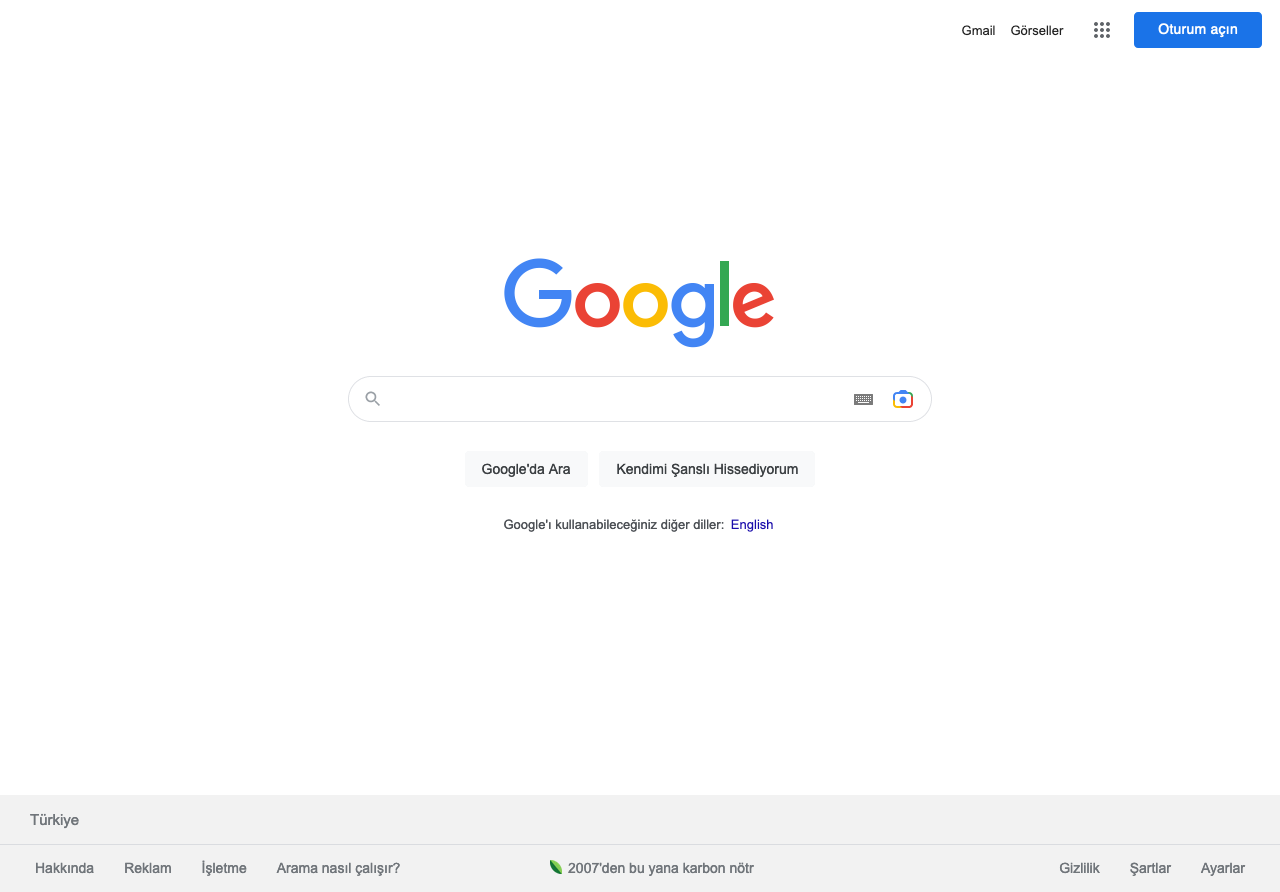 Gmail Görseller Oturum açın
Google
Google'da Ara Kendimi Şanslı Hissediyorum
Google'ı kullanabileceğiniz diğer diller: English
Türkiye
Hakkında Reklam İşletme Arama nasıl çalışır? 2007'den bu yana karbon nötr Gizlilik Şartlar Ayarlar